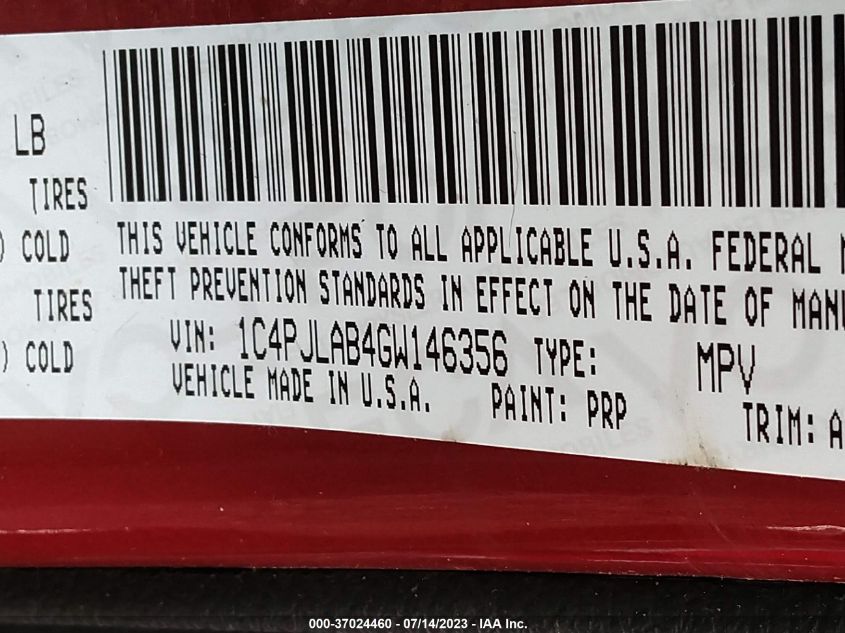 LB
TIRES
) COLD
TIRES
) COLD
THIS VEHICLE CONFORMS TO ALL APPLICABLE U.S.A. FEDERAL
THEFT PREVENTION STANDARDS IN EFFECT ON THE DATE OF MANU
VIN: 1C4PJLAB4GW146356 TYPE: MPV
VEHICLE MADE IN U.S.A. PAINT: PRP TRIM: A
000-37024460 - 07/14/2023 - IAA Inc.